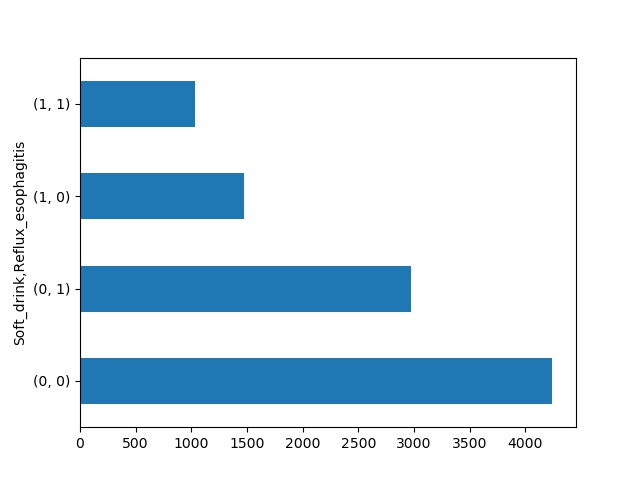 (1, 1)
(1, 0)
(0, 1)
(0, 0)
Soft_drink,Reflux_esophagitis
0 500 1000 1500 2000 2500 3000 3500 4000